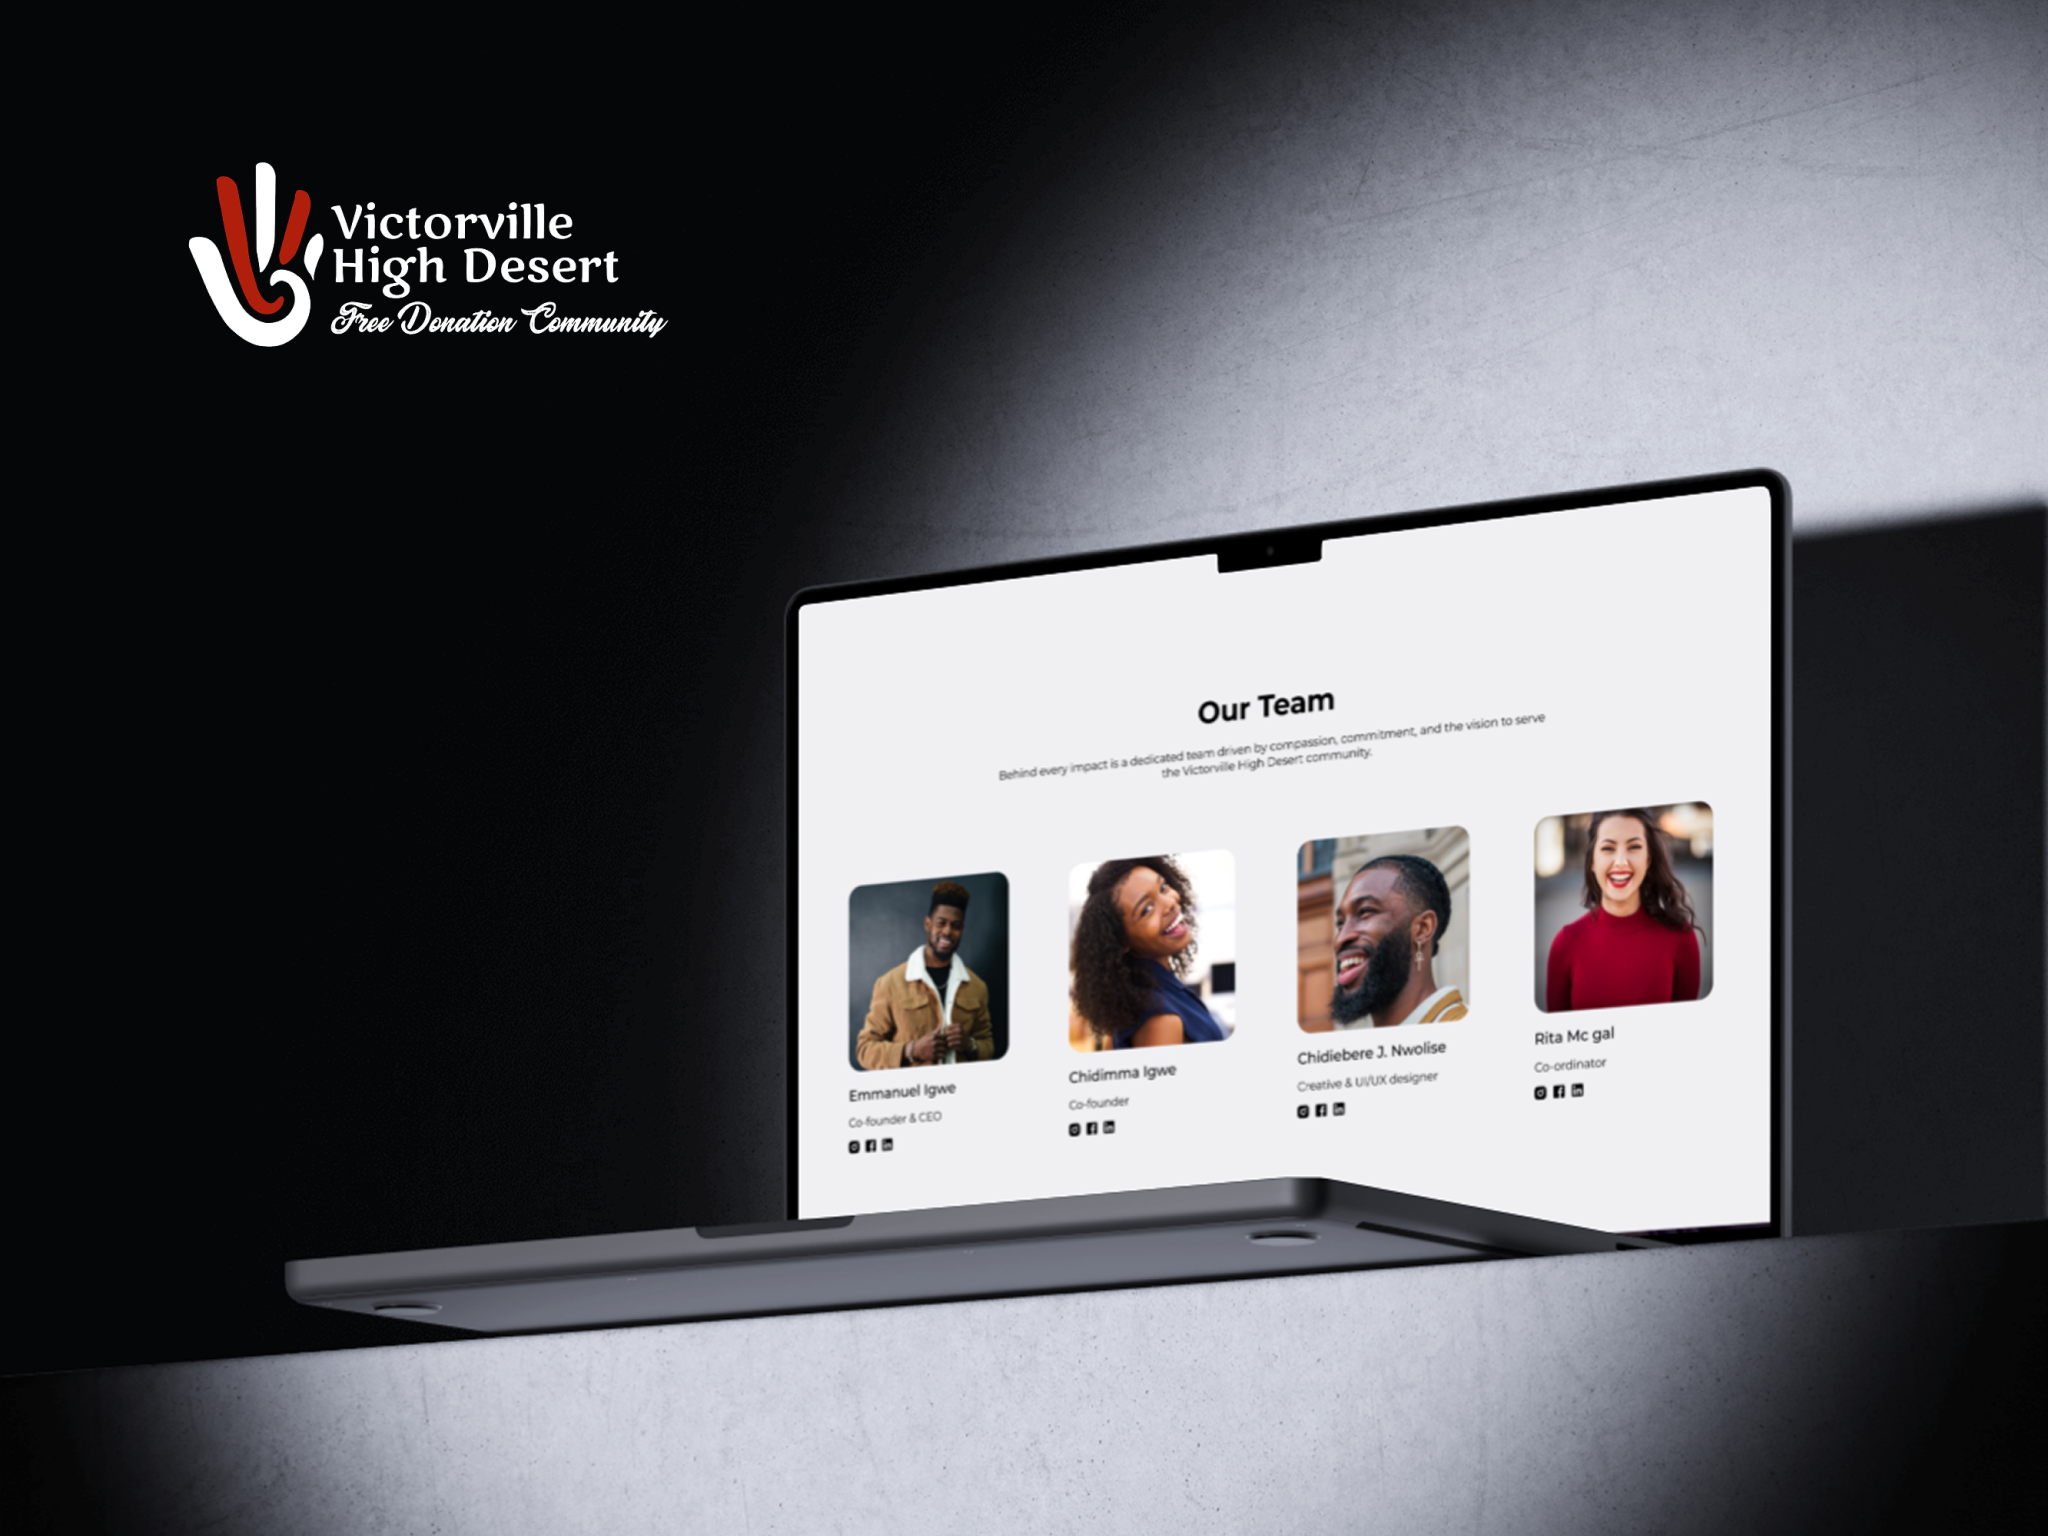 Victorville
High Desert
Free Donation Community
Our Team
Behind every impact is a dedicated team driven by compassion, commitment, and the vision to serve
the Victorville High Desert community.
Emmanuel Igwe
Co-founder & CEO
Chidimma Igwe
Co-founder
Chidiebere J. Nwolise
Creative & UI/UX designer
Rita Mc gal
Co-ordinator